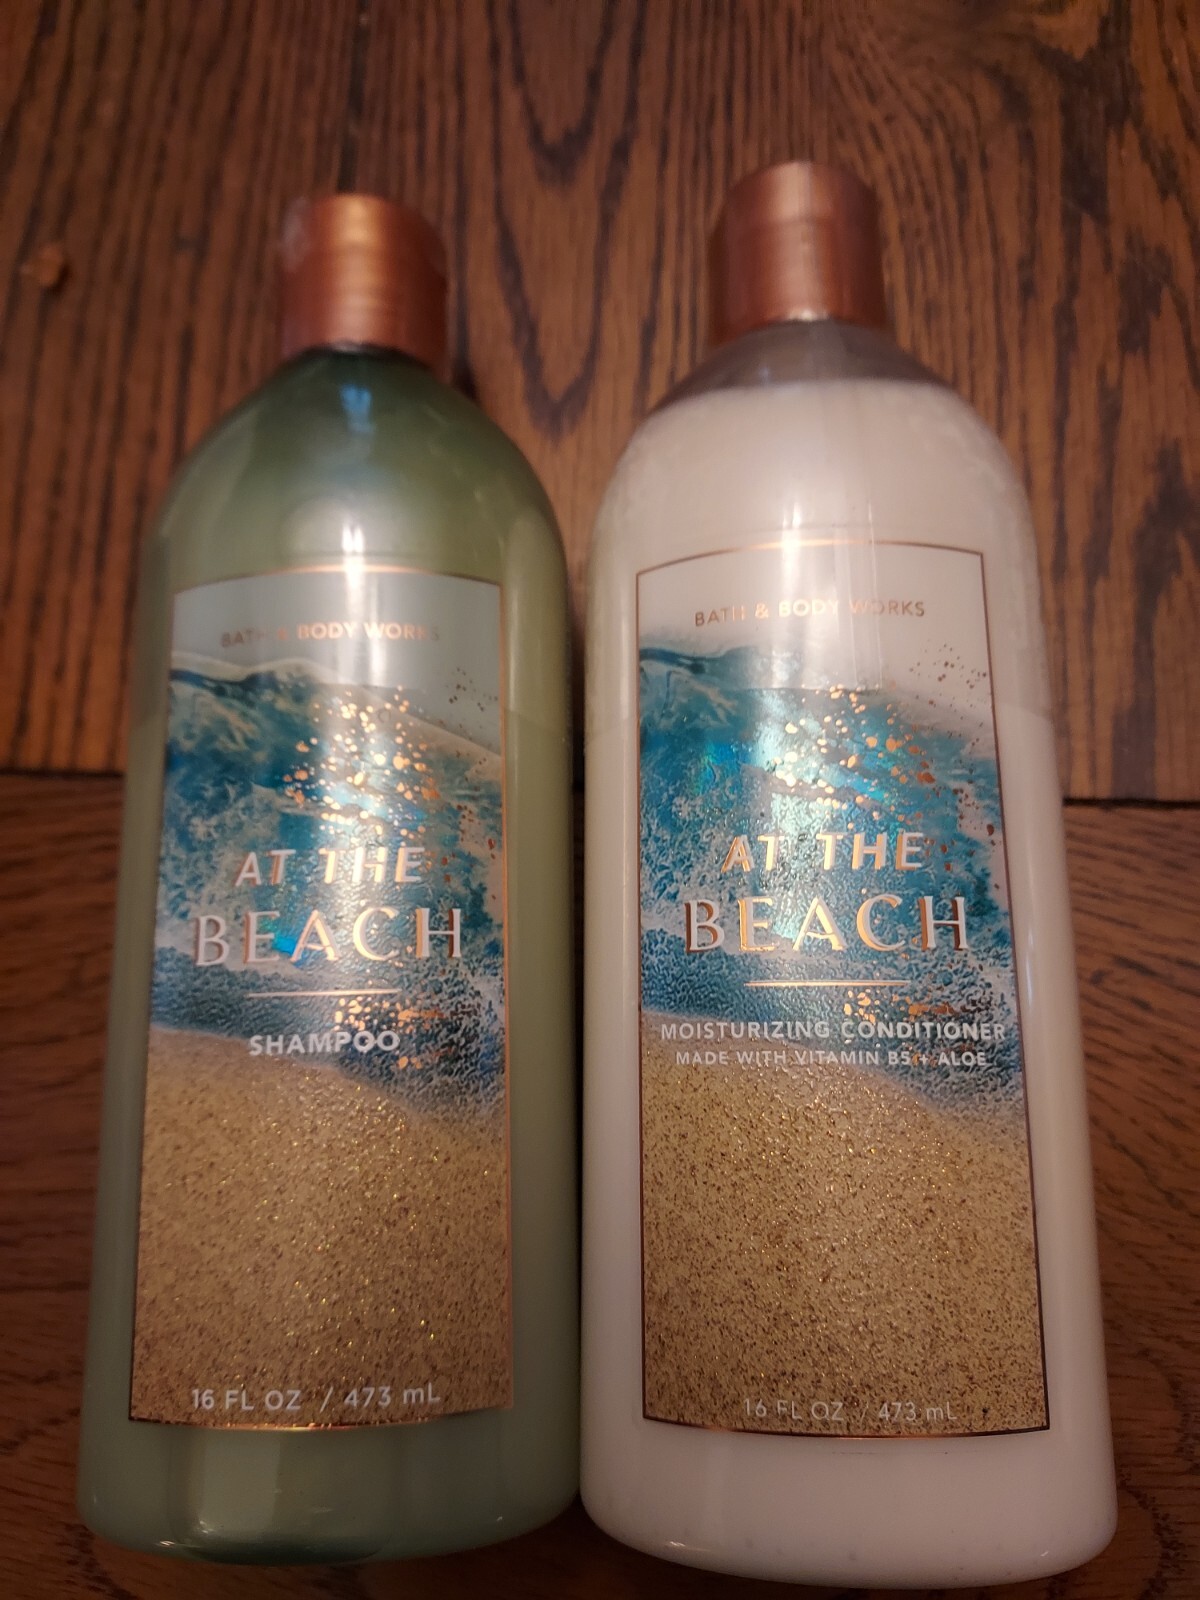 BATH & BODY WORKS
AT THE
BEACH
SHAMPOO
16 FL OZ / 473 mL
BATH & BODY WORKS
AT THE
BEACH
MOISTURIZING CONDITIONER
MADE WITH VITAMIN B5 + ALOE
16 FL OZ / 473 mL